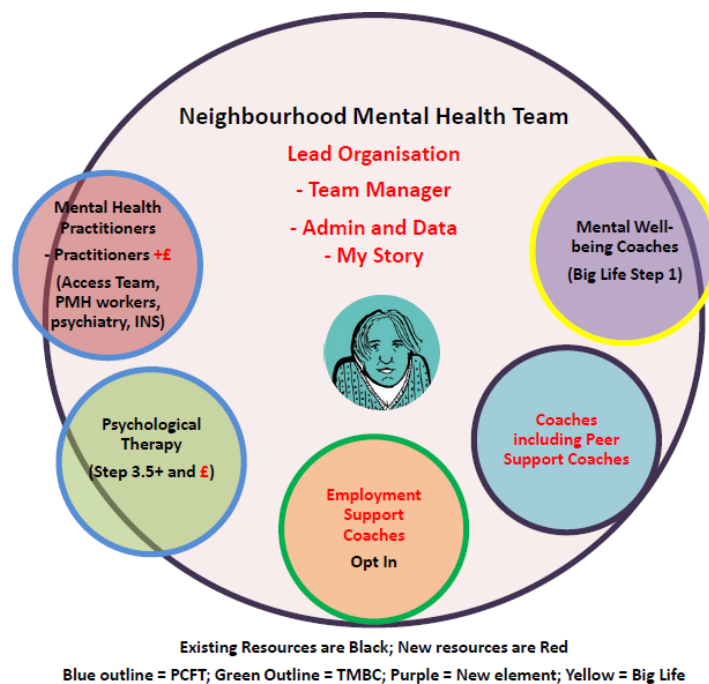 Neighbourhood Mental Health Team
Lead Organisation
- Team Manager
- Admin and Data
- My Story
Mental Health
Practitioners
- Practitioners +£
(Access Team,
PMH workers,
psychiatry, INS)
Mental Well-
being Coaches
(Big Life Step 1)
Psychological
Therapy
(Step 3.5+ and £)
Coaches
including Peer
Support Coaches
Employment
Support
Coaches
Opt In
Existing Resources are Black; New resources are Red
Blue outline = PCFT; Green Outline = TMBC; Purple = New element; Yellow = Big Life